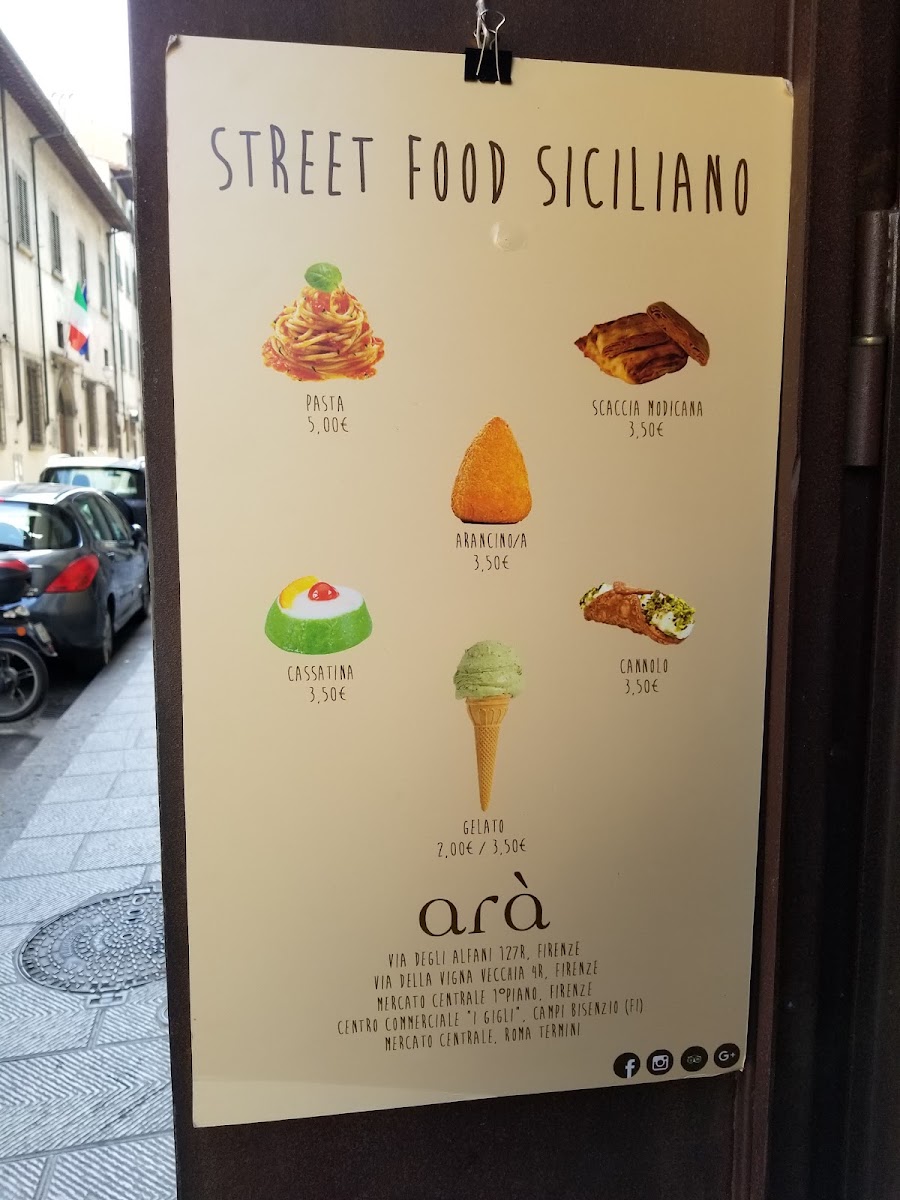 STREET FOOD SICILIANO
PASTA
5,00€
SCACCIA MODICANA
3,50€
ARANCINO/A
3,50€
CASSATINA
3,50€
CANNOLO
3,50€
GELATO
2,00€ / 3,50€
arà
VIA DEGLI ALFANI 127R, FIRENZE
VIA DELLA VIGNA VECCHIA 4R, FIRENZE
MERCATO CENTRALE 1°PIANO, FIRENZE
CENTRO COMMERCIALE "I GIGLI", CAMPI BISENZIO (FI)
MERCATO CENTRALE, ROMA TERMINI
f G+